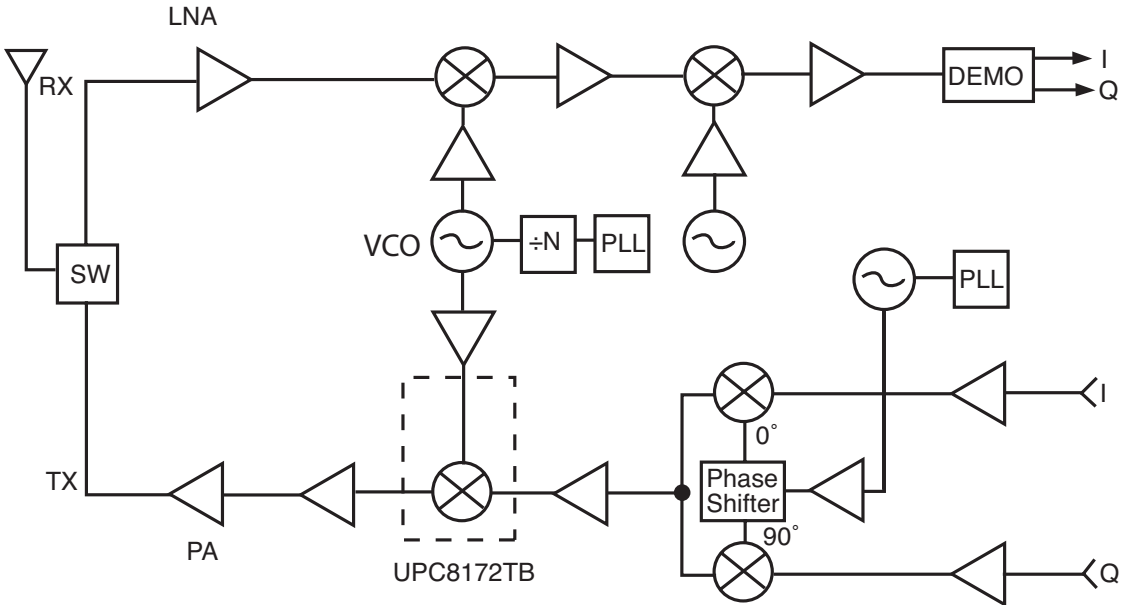 LNA
RX
DEMO
I
Q
SW
VCO
÷N
PLL
PLL
I
0°
Phase
Shifter
90°
TX
PA
UPC8172TB
Q